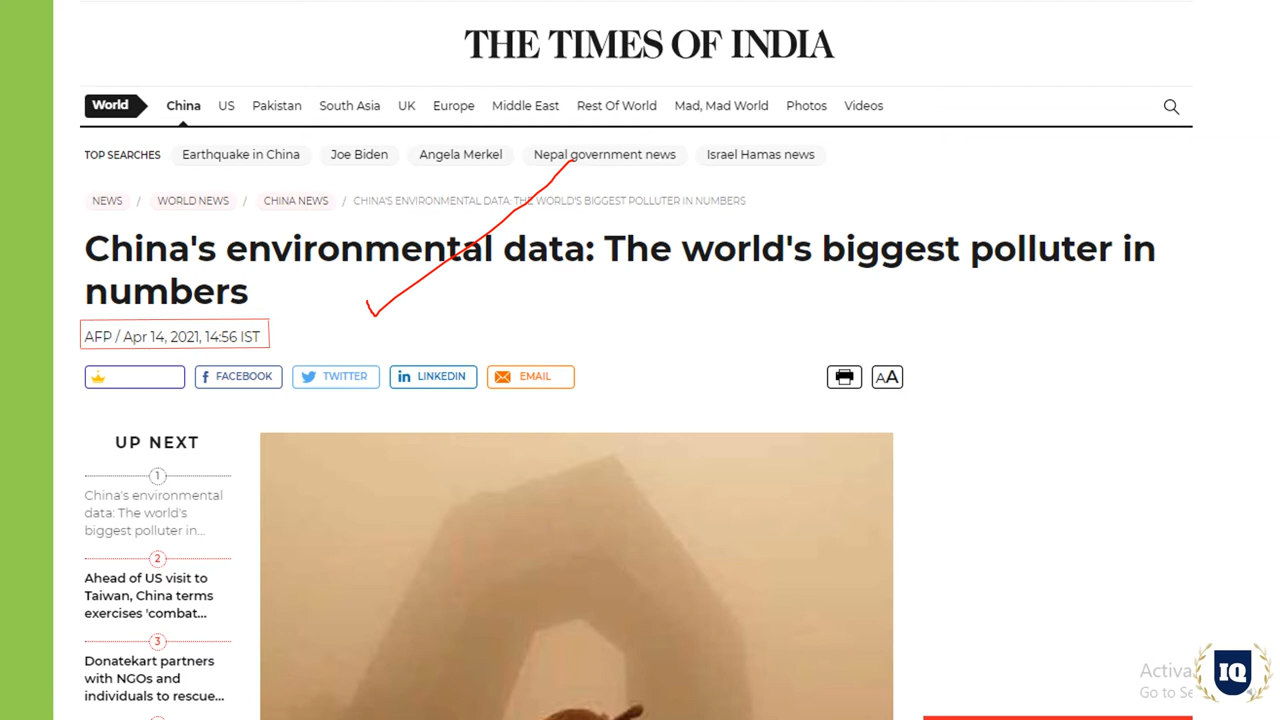 THE TIMES OF INDIA
World China US Pakistan South Asia UK Europe Middle East Rest Of World Mad, Mad World Photos Videos
TOP SEARCHES Earthquake in China Joe Biden Angela Merkel Nepal government news Israel Hamas news
NEWS / WORLD NEWS / CHINA NEWS / CHINA'S ENVIRONMENTAL DATA: THE WORLD'S BIGGEST POLLUTER IN NUMBERS
China's environmental data: The world's biggest polluter in
numbers
AFP / Apr 14, 2021, 14:56 IST
FACEBOOK TWITTER LINKEDIN EMAIL AA
UP NEXT
1
China's environmental
data: The world's
biggest polluter in...
2
Ahead of US visit to
Taiwan, China terms
exercises 'combat...
3
Donatekart partners
with NGOs and
individuals to rescue...
Activa
Go to Se
IQ